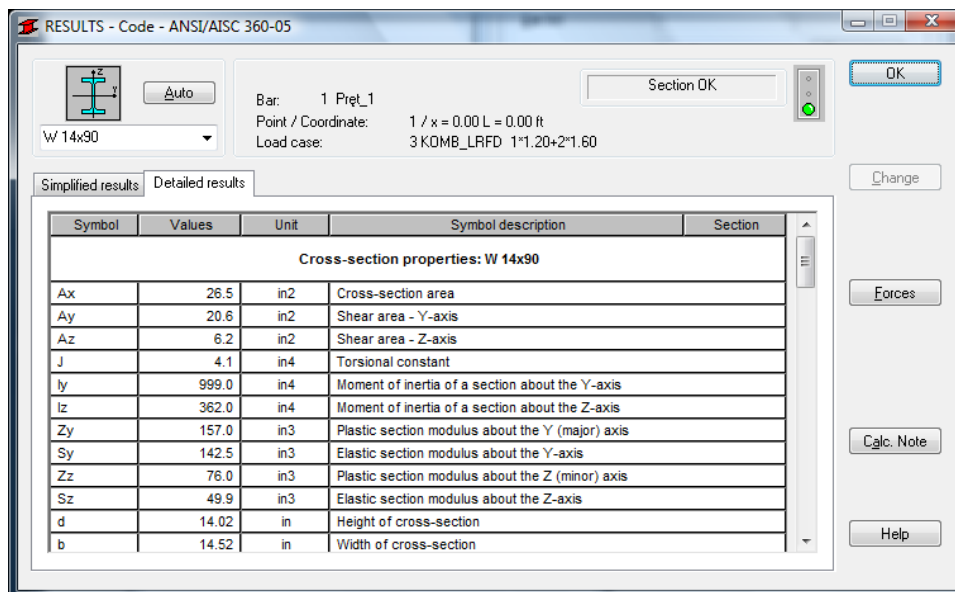 RESULTS - Code - ANSI/AISC 360-05
Z
Y
Auto
W 14x90
Bar: 1 Pręt_1
Point / Coordinate: 1 / x = 0.00 L = 0.00 ft
Load case: 3 KOMB_LRFD 1*1.20+2*1.60
Section OK
OK
Change
Forces
Calc. Note
Help
Simplified results Detailed results
Symbol Values Unit Symbol description Section
Cross-section properties: W 14x90
Ax 26.5 in2 Cross-section area
Ay 20.6 in2 Shear area - Y-axis
Az 6.2 in2 Shear area - Z-axis
J 4.1 in4 Torsional constant
Iy 999.0 in4 Moment of inertia of a section about the Y-axis
Iz 362.0 in4 Moment of inertia of a section about the Z-axis
Zy 157.0 in3 Plastic section modulus about the Y (major) axis
Sy 142.5 in3 Elastic section modulus about the Y-axis
Zz 76.0 in3 Plastic section modulus about the Z (minor) axis
Sz 49.9 in3 Elastic section modulus about the Z-axis
d 14.02 in Height of cross-section
b 14.52 in Width of cross-section